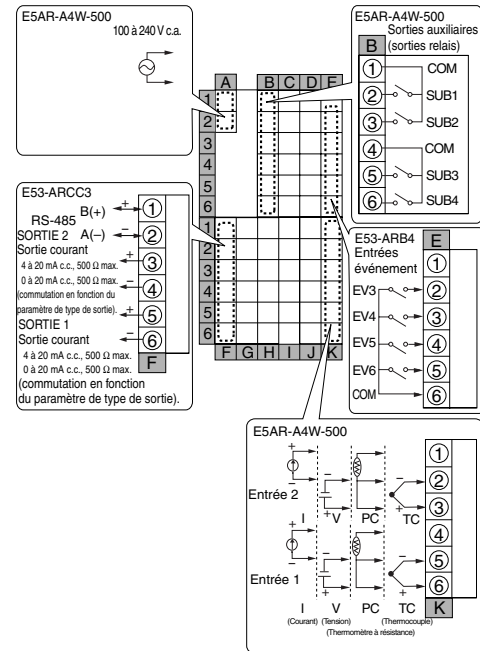 E5AR-A4W-500
100 à 240 V c.a.
E5AR-A4W-500
Sorties auxiliaires
(sorties relais)
B
1
COM
2
SUB1
3
SUB2
4
COM
5
SUB3
6
SUB4
A B C D E
1
2
3
4
5
6
1
2
3
4
5
6
F G H I J K
E53-ARCC3
RS-485
B(+)
+
1
SORTIE 2
A(−)
−
2
Sortie courant
+
3
4 à 20 mA c.c., 500 Ω max.
0 à 20 mA c.c., 500 Ω max.
−
4
(commutation en fonction du
paramètre de type de sortie).
+
5
SORTIE 1
Sortie courant
−
6
4 à 20 mA c.c., 500 Ω max.
0 à 20 mA c.c., 500 Ω max.
F
(commutation en fonction
du paramètre de type de sortie).
E53-ARB4
E
Entrées
événement
1
EV3
2
EV4
3
EV5
4
EV6
5
COM
6
E5AR-A4W-500
1
2
3
4
5
6
K
+
−
−
+
−
+
Entrée 2
I V PC TC
+
−
−
+
−
+
Entrée 1
I V PC TC
(Courant) (Tension) (Thermocouple)
(Thermomètre à résistance)